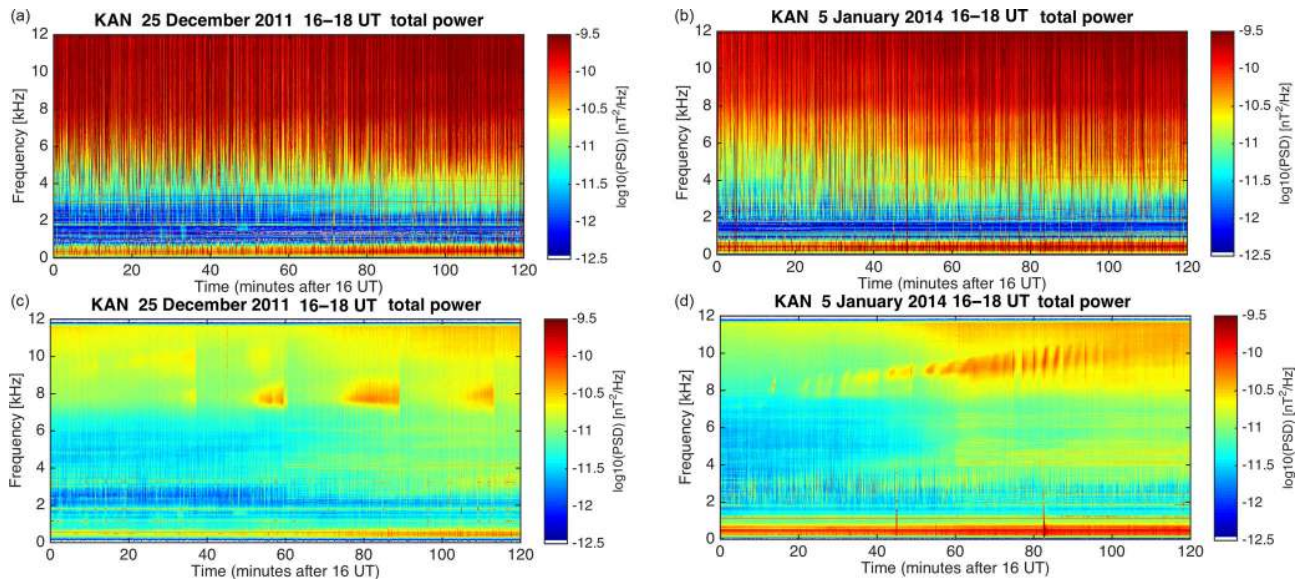 (a) KAN 25 December 2011 16–18 UT total power
Frequency [kHz]
12
10
8
6
4
2
0
0 20 40 60 80 100 120
Time (minutes after 16 UT)
-9.5
-10
-10.5
-11
-11.5
-12
-12.5
log10(PSD) [nT²/Hz]
(b) KAN 5 January 2014 16–18 UT total power
Frequency [kHz]
12
10
8
6
4
2
0
0 20 40 60 80 100 120
Time (minutes after 16 UT)
-9.5
-10
-10.5
-11
-11.5
-12
-12.5
log10(PSD) [nT²/Hz]
(c) KAN 25 December 2011 16–18 UT total power
Frequency [kHz]
12
10
8
6
4
2
0
0 20 40 60 80 100 120
Time (minutes after 16 UT)
-9.5
-10
-10.5
-11
-11.5
-12
-12.5
log10(PSD) [nT²/Hz]
(d) KAN 5 January 2014 16–18 UT total power
Frequency [kHz]
12
10
8
6
4
2
0
0 20 40 60 80 100 120
Time (minutes after 16 UT)
-9.5
-10
-10.5
-11
-11.5
-12
-12.5
log10(PSD) [nT²/Hz]